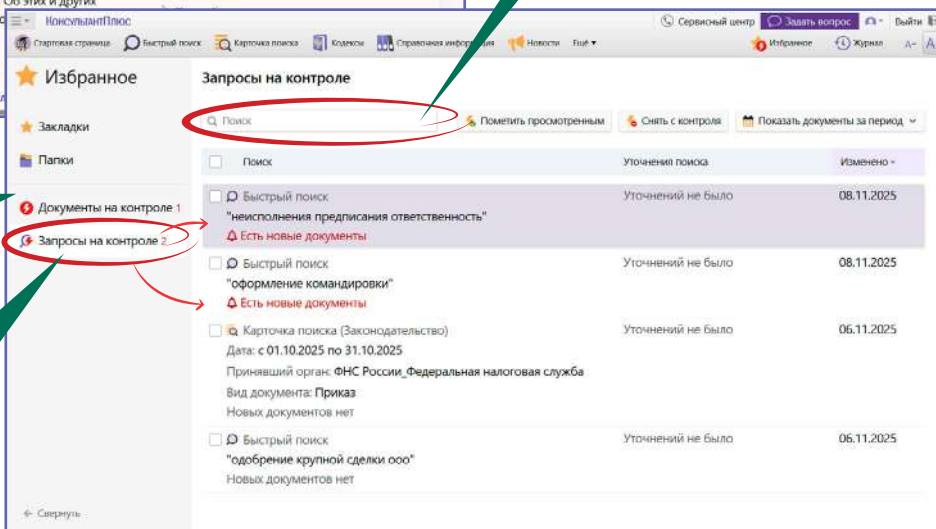 Об этих и других
КонсультантПлюс
Сервисный центр
Задать вопрос
Выйти
Стартовая страница
Быстрый поиск
Карточка поиска
Кодексы
Справочная информация
Новости
Ещё
Избранное
Журнал
А-
А
Избранное
Закладки
Папки
Документы на контроле 1
Запросы на контроле 2
← Свернуть
Запросы на контроле
Поиск
Пометить просмотренным
Снять с контроля
Показать документы за период
Поиск
Уточнения поиска
Изменено
Быстрый поиск
Уточнений не было
08.11.2025
"неисполнения предписания ответственность"
Есть новые документы
Быстрый поиск
Уточнений не было
08.11.2025
"оформление командировки"
Есть новые документы
Карточка поиска (Законодательство)
Уточнений не было
06.11.2025
Дата: с 01.10.2025 по 31.10.2025
Принявший орган: ФНС России_Федеральная налоговая служба
Вид документа: Приказ
Новых документов нет
Быстрый поиск
Уточнений не было
06.11.2025
"одобрение крупной сделки ооо"
Новых документов нет